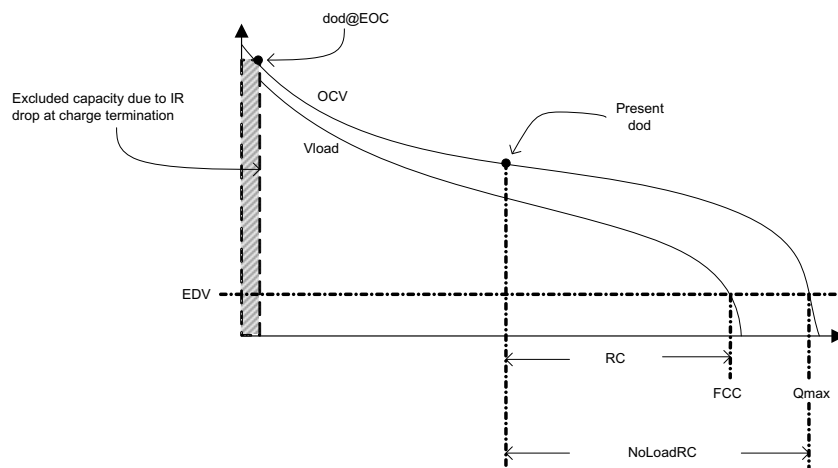 dod@EOC
Excluded capacity due to IR
drop at charge termination
OCV
Present
dod
Vload
EDV
RC
FCC
Qmax
NoLoadRC